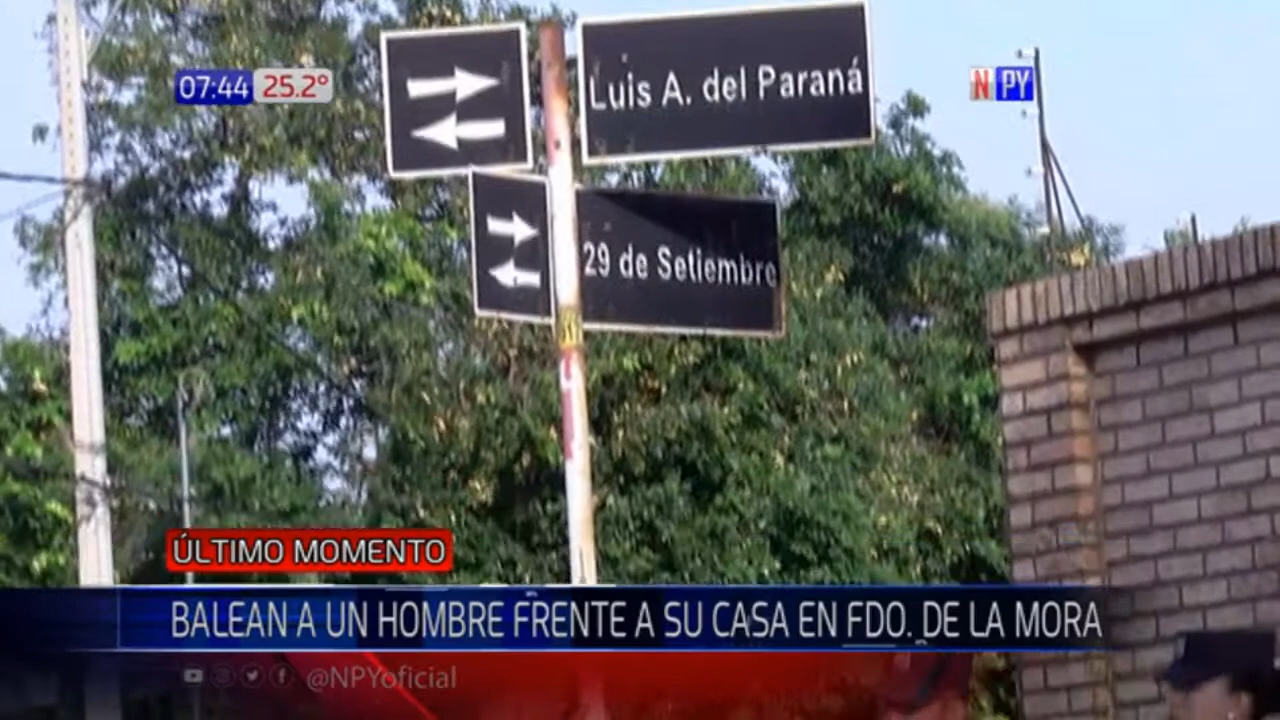 07:44 25.2°
NPY
Luis A. del Paraná
29 de Setiembre
ÚLTIMO MOMENTO
BALEAN A UN HOMBRE FRENTE A SU CASA EN FDO. DE LA MORA
@NPYoficial